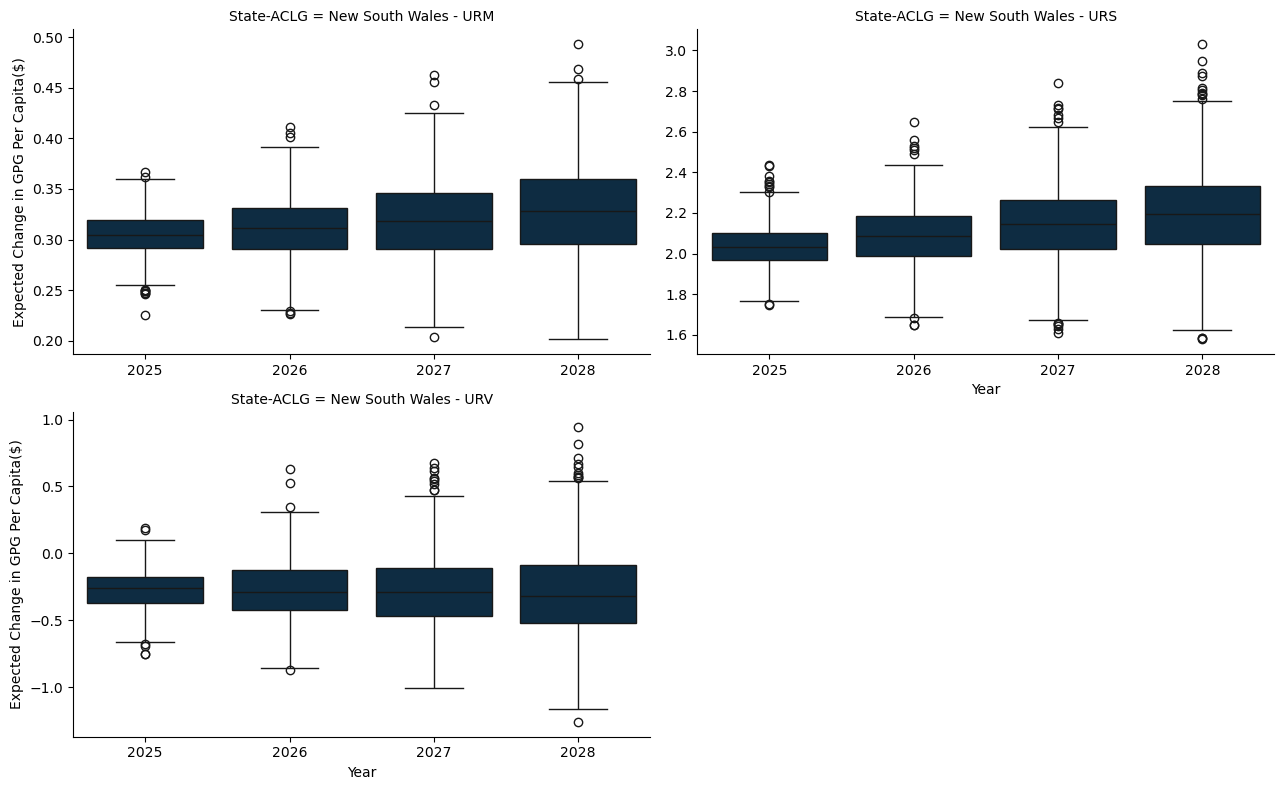 State-ACLG = New South Wales - URM
Expected Change in GPG Per Capita($)
0.50
0.45
0.40
0.35
0.30
0.25
0.20
2025 2026 2027 2028
State-ACLG = New South Wales - URS
3.0
2.8
2.6
2.4
2.2
2.0
1.8
1.6
2025 2026 2027 2028
Year
State-ACLG = New South Wales - URV
Expected Change in GPG Per Capita($)
1.0
0.5
0.0
−0.5
−1.0
2025 2026 2027 2028
Year